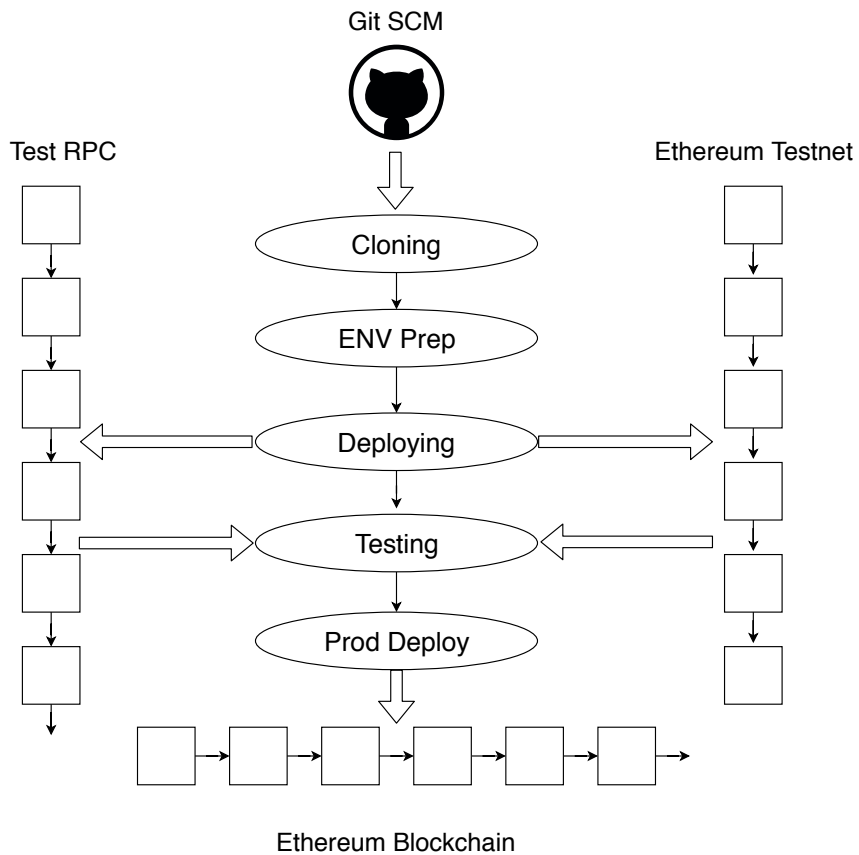 Git SCM
Test RPC
Ethereum Testnet
Cloning
ENV Prep
Deploying
Testing
Prod Deploy
Ethereum Blockchain